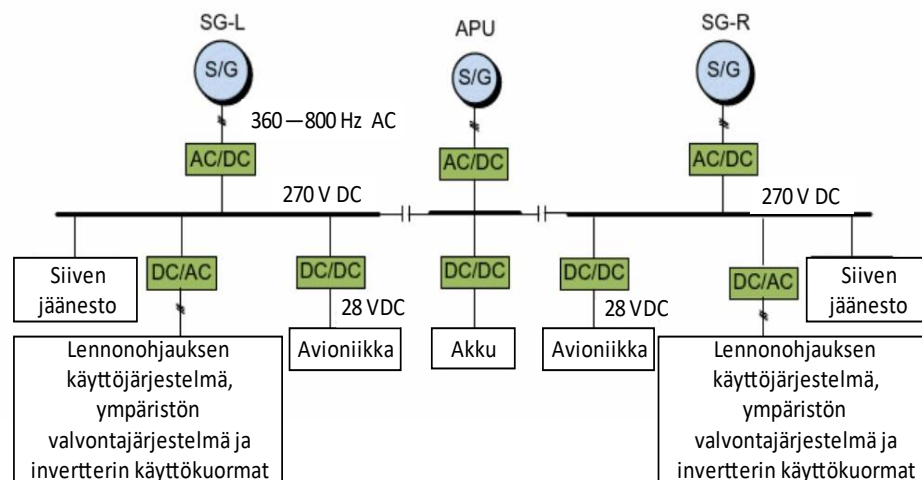 SG-L
APU
SG-R
S/G
S/G
S/G
360—800 Hz AC
AC/DC
AC/DC
AC/DC
270 V DC
270 V DC
Siiven
jäänesto
DC/AC
DC/DC
DC/DC
DC/DC
DC/AC
Siiven
jäänesto
28 VDC
28 VDC
Avioniikka
Akku
Avioniikka
Lennonohjauksen
käyttöjärjestelmä,
ympäristön
valvontajärjestelmä ja
invertterin käyttökuormat
Lennonohjauksen
käyttöjärjestelmä,
ympäristön
valvontajärjestelmä ja
invertterin käyttökuormat